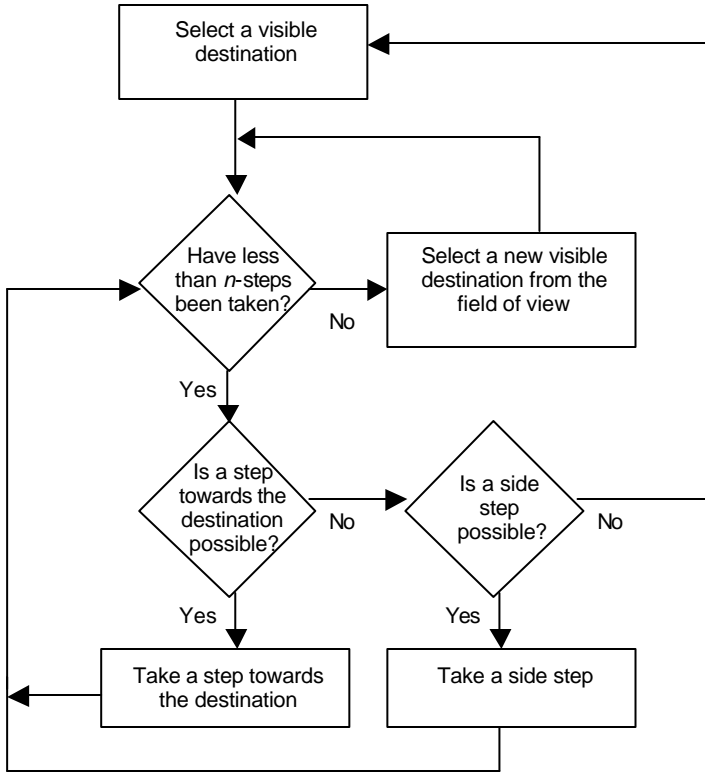 Select a visible
destination
Have less
than n-steps
been taken?
No
Select a new visible
destination from the
field of view
Yes
Is a step
towards the
destination
possible?
No
Is a side
step
possible?
No
Yes
Yes
Take a step towards
the destination
Take a side step